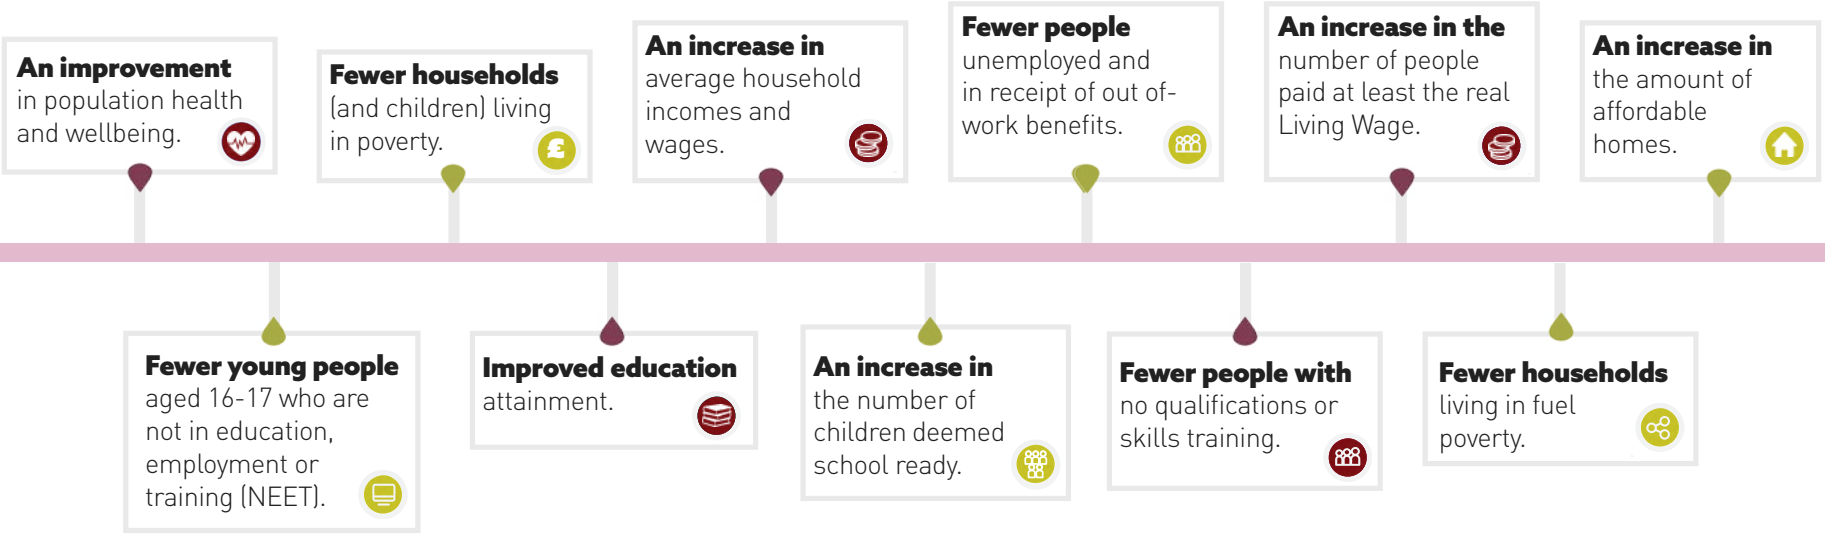 An improvement
in population health
and wellbeing.
Fewer households
(and children) living
in poverty.
£
An increase in
average household
incomes and
wages.
Fewer people
unemployed and
in receipt of out of-
work benefits.
An increase in the
number of people
paid at least the real
Living Wage.
An increase in
the amount of
affordable
homes.
Fewer young people
aged 16-17 who are
not in education,
employment or
training (NEET).
Improved education
attainment.
An increase in
the number of
children deemed
school ready.
Fewer people with
no qualifications or
skills training.
Fewer households
living in fuel
poverty.